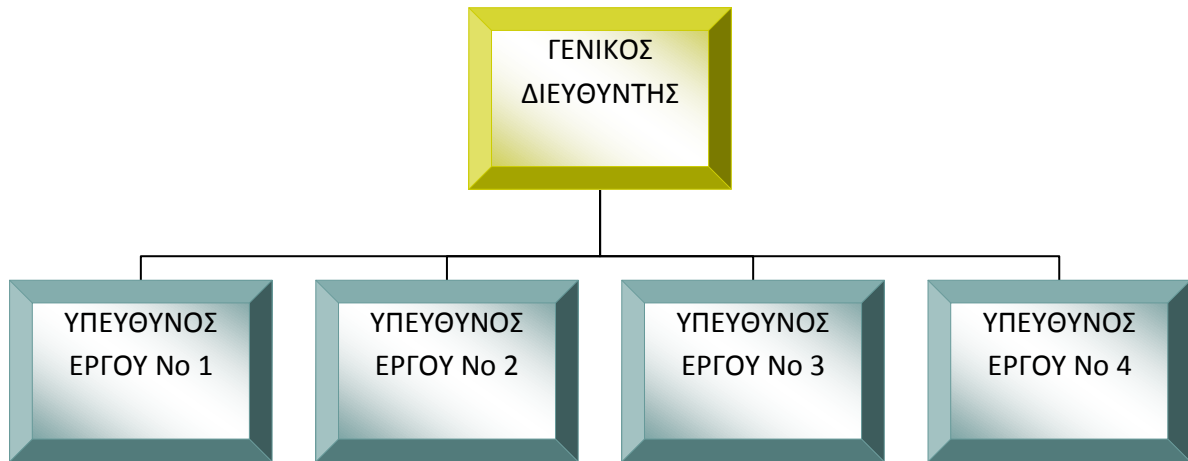 ΓΕΝΙΚΟΣ
ΔΙΕΥΘΥΝΤΗΣ
ΥΠΕΥΘΥΝΟΣ
ΕΡΓΟΥ Νο 1
ΥΠΕΥΘΥΝΟΣ
ΕΡΓΟΥ Νο 2
ΥΠΕΥΘΥΝΟΣ
ΕΡΓΟΥ Νο 3
ΥΠΕΥΘΥΝΟΣ
ΕΡΓΟΥ Νο 4